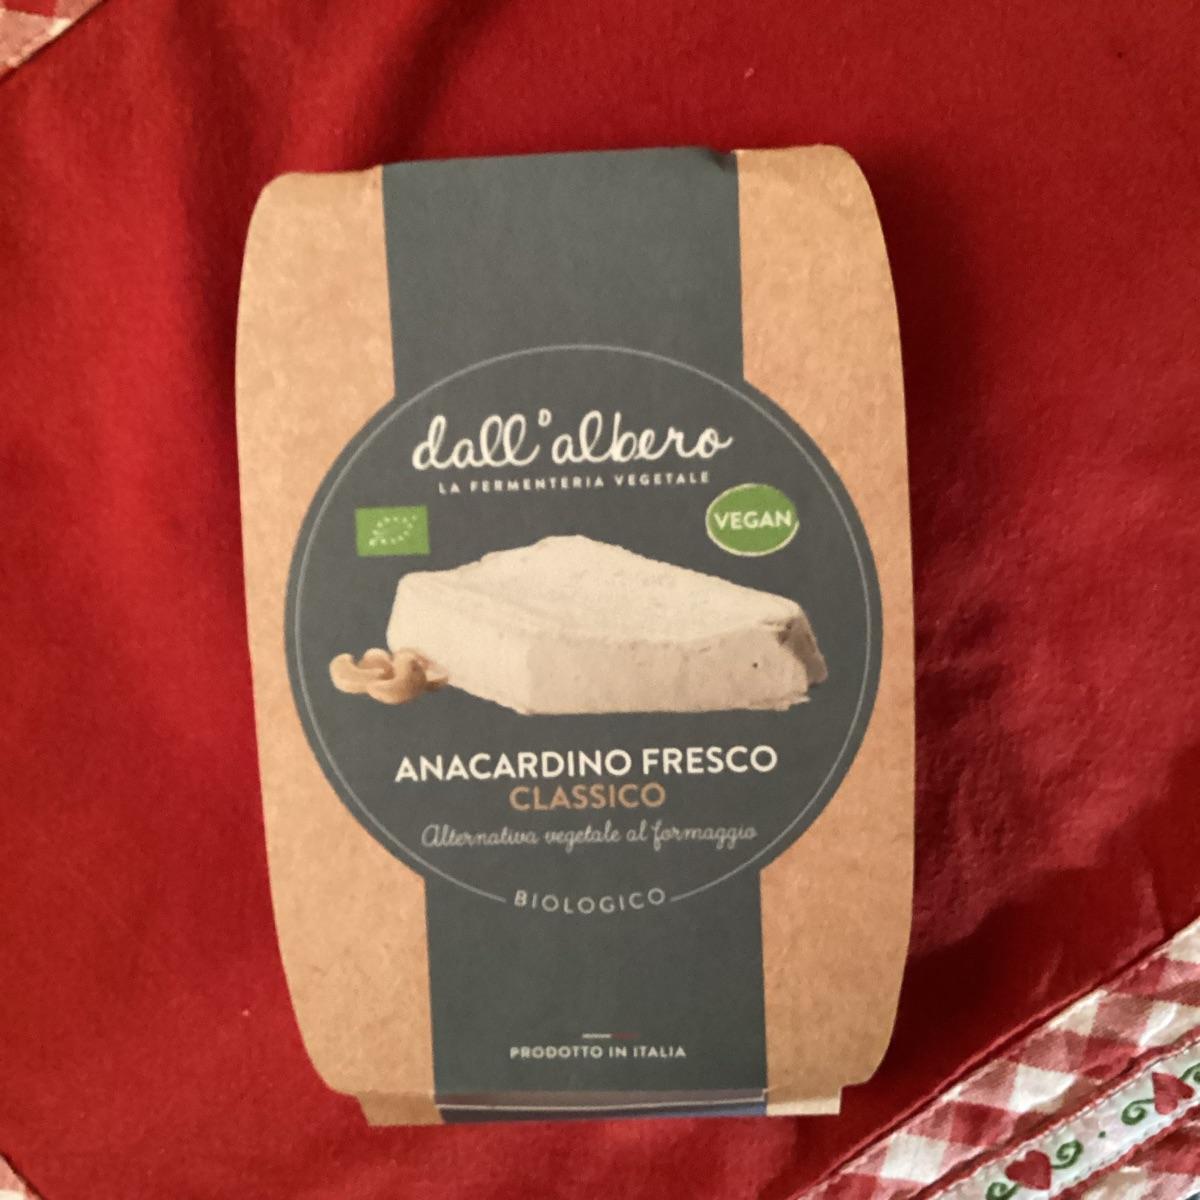 dall'albero
LA FERMENTERIA VEGETALE
VEGAN
ANACARDINO FRESCO
CLASSICO
Alternativa vegetale al formaggio
BIOLOGICO
PRODOTTO IN ITALIA